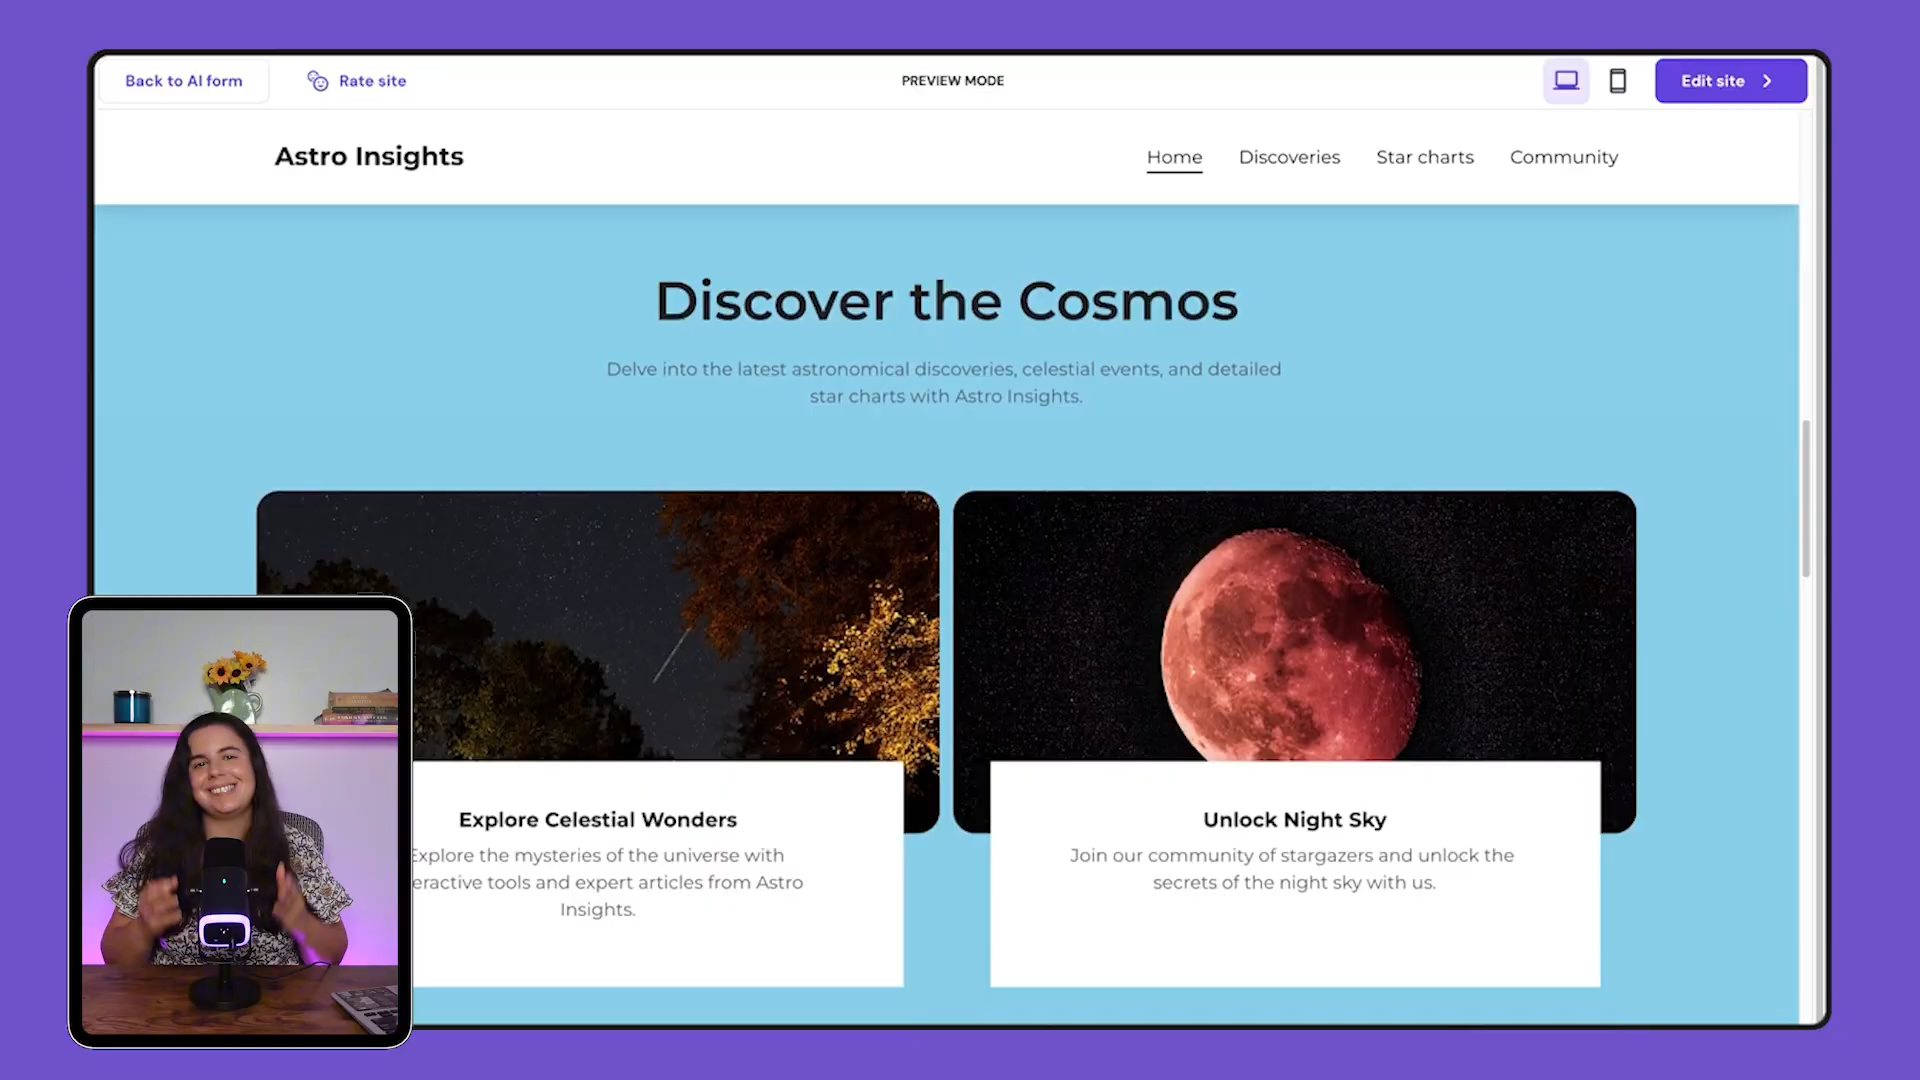 Back to AI form
Rate site
PREVIEW MODE
Edit site
Astro Insights
Home
Discoveries
Star charts
Community
Discover the Cosmos
Delve into the latest astronomical discoveries, celestial events, and detailed
star charts with Astro Insights.
Explore Celestial Wonders
Explore the mysteries of the universe with
eractive tools and expert articles from Astro
Insights.
Unlock Night Sky
Join our community of stargazers and unlock the
secrets of the night sky with us.